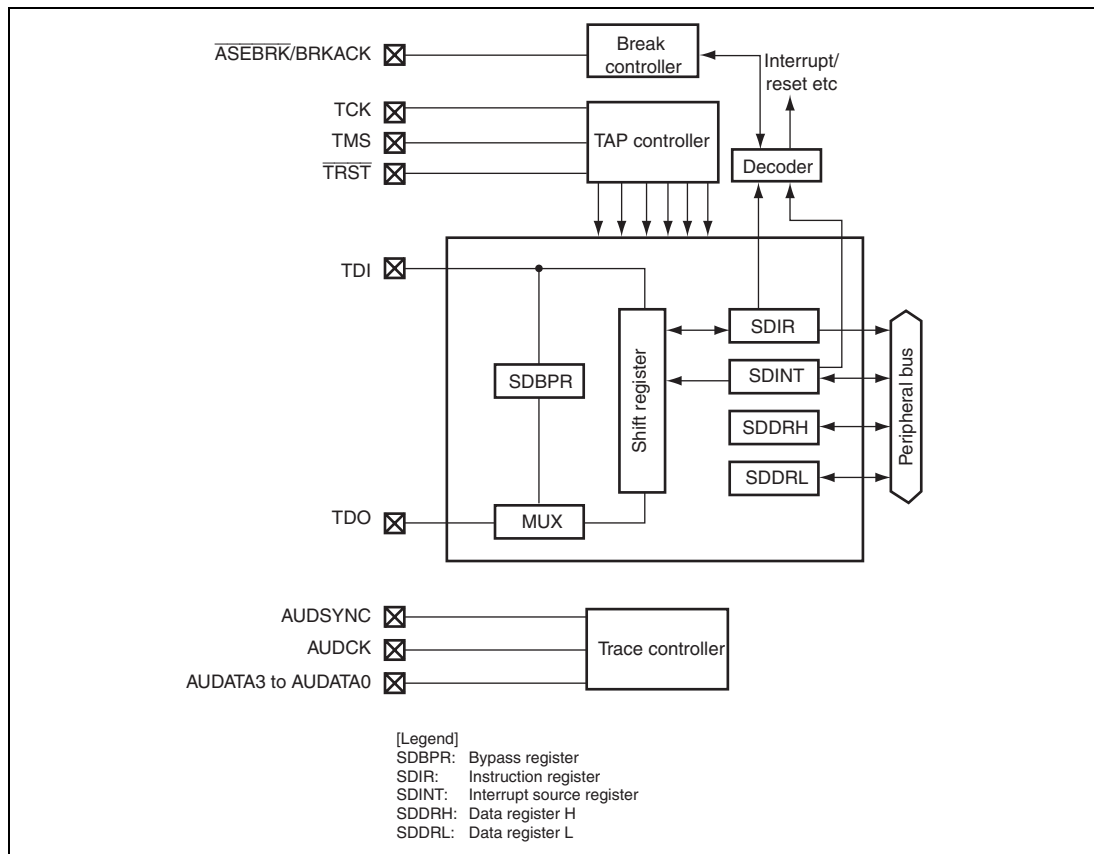 ASEBRK/BRKACK
Break
controller
Interrupt/
reset etc
TCK
TMS
TRST
TAP controller
Decoder
TDI
SDBPR
Shift register
SDIR
SDINT
SDDRH
SDDRL
Peripheral bus
TDO
MUX
AUDSYNC
AUDCK
AUDATA3 to AUDATA0
Trace controller
[Legend]
SDBPR: Bypass register
SDIR: Instruction register
SDINT: Interrupt source register
SDDRH: Data register H
SDDRL: Data register L